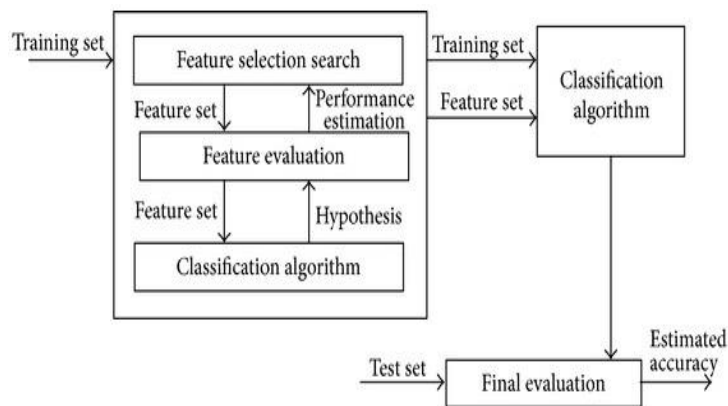 Training set
Feature selection search
Feature set
Performance
estimation
Feature evaluation
Feature set
Hypothesis
Classification algorithm
Training set
Feature set
Classification
algorithm
Test set
Final evaluation
Estimated
accuracy